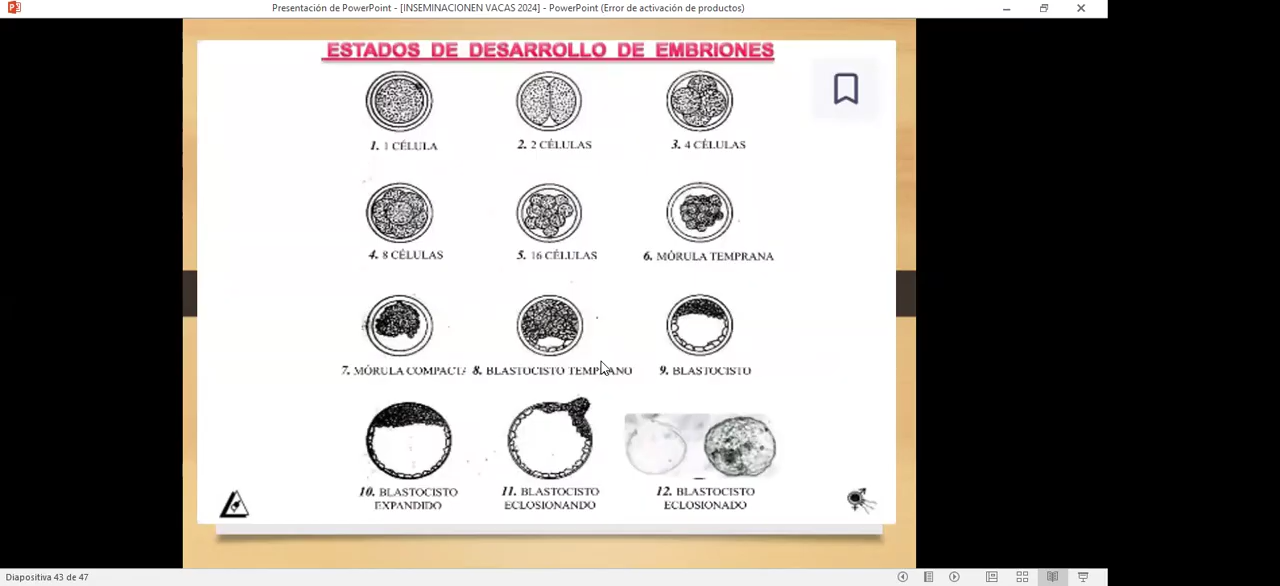 Presentación de PowerPoint - [INSEMINACIONEN VACAS 2024] - PowerPoint (Error de activación de productos)
ESTADOS DE DESARROLLO DE EMBRIONES
1. 1 CÉLULA
2. 2 CÉLULAS
3. 4 CÉLULAS
4. 8 CÉLULAS
5. 16 CÉLULAS
6. MÓRULA TEMPRANA
7. MÓRULA COMPACTA
8. BLASTOCISTO TEMPRANO
9. BLASTOCISTO
10. BLASTOCISTO
EXPANDIDO
11. BLASTOCISTO
ECLOSIONANDO
12. BLASTOCISTO
ECLOSIONADO
Diapositiva 43 de 47